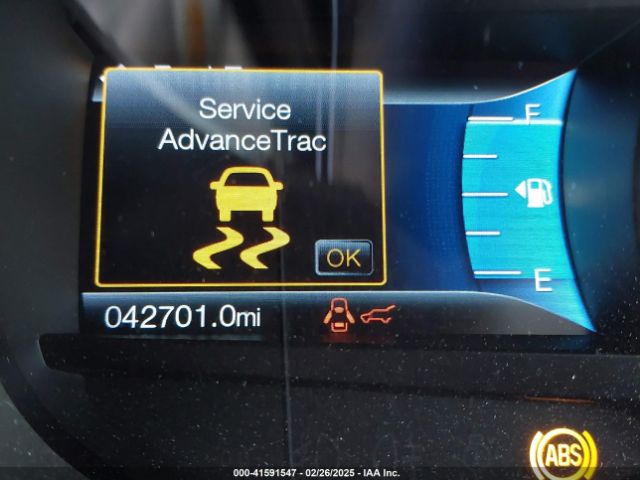 Service
AdvanceTrac
OK
F
E
042701.0mi
ABS
000-41591547 - 02/26/2025 - IAA Inc.